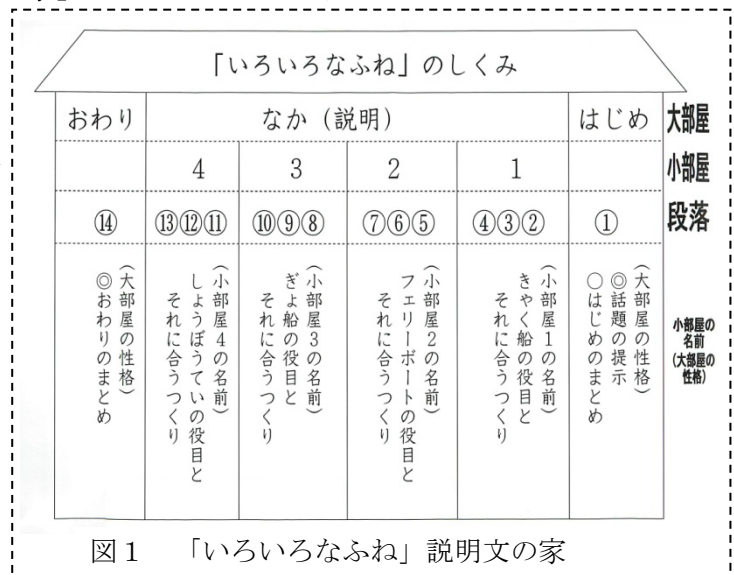 「いろいろなふね」のしくみ
大部屋
はじめ
なか(説明)
おわり
小部屋
1
2
3
4
段落
①
②③④
⑤⑥⑦
⑧⑨⑩
⑪⑫⑬
⑭
小部屋の
名前
(大部屋の
性格)
(大部屋の性格)
◎話題の提示
○はじめのまとめ
(小部屋1の名前)
きゃく船の役目と
それに合うつくり
(小部屋2の名前)
フェリーボートの役目と
それに合うつくり
(小部屋3の名前)
ぎょ船の役目と
それに合うつくり
(小部屋4の名前)
しょうぼうていの役目と
それに合うつくり
(大部屋の性格)
◎おわりのまとめ
図1 「いろいろなふね」説明文の家